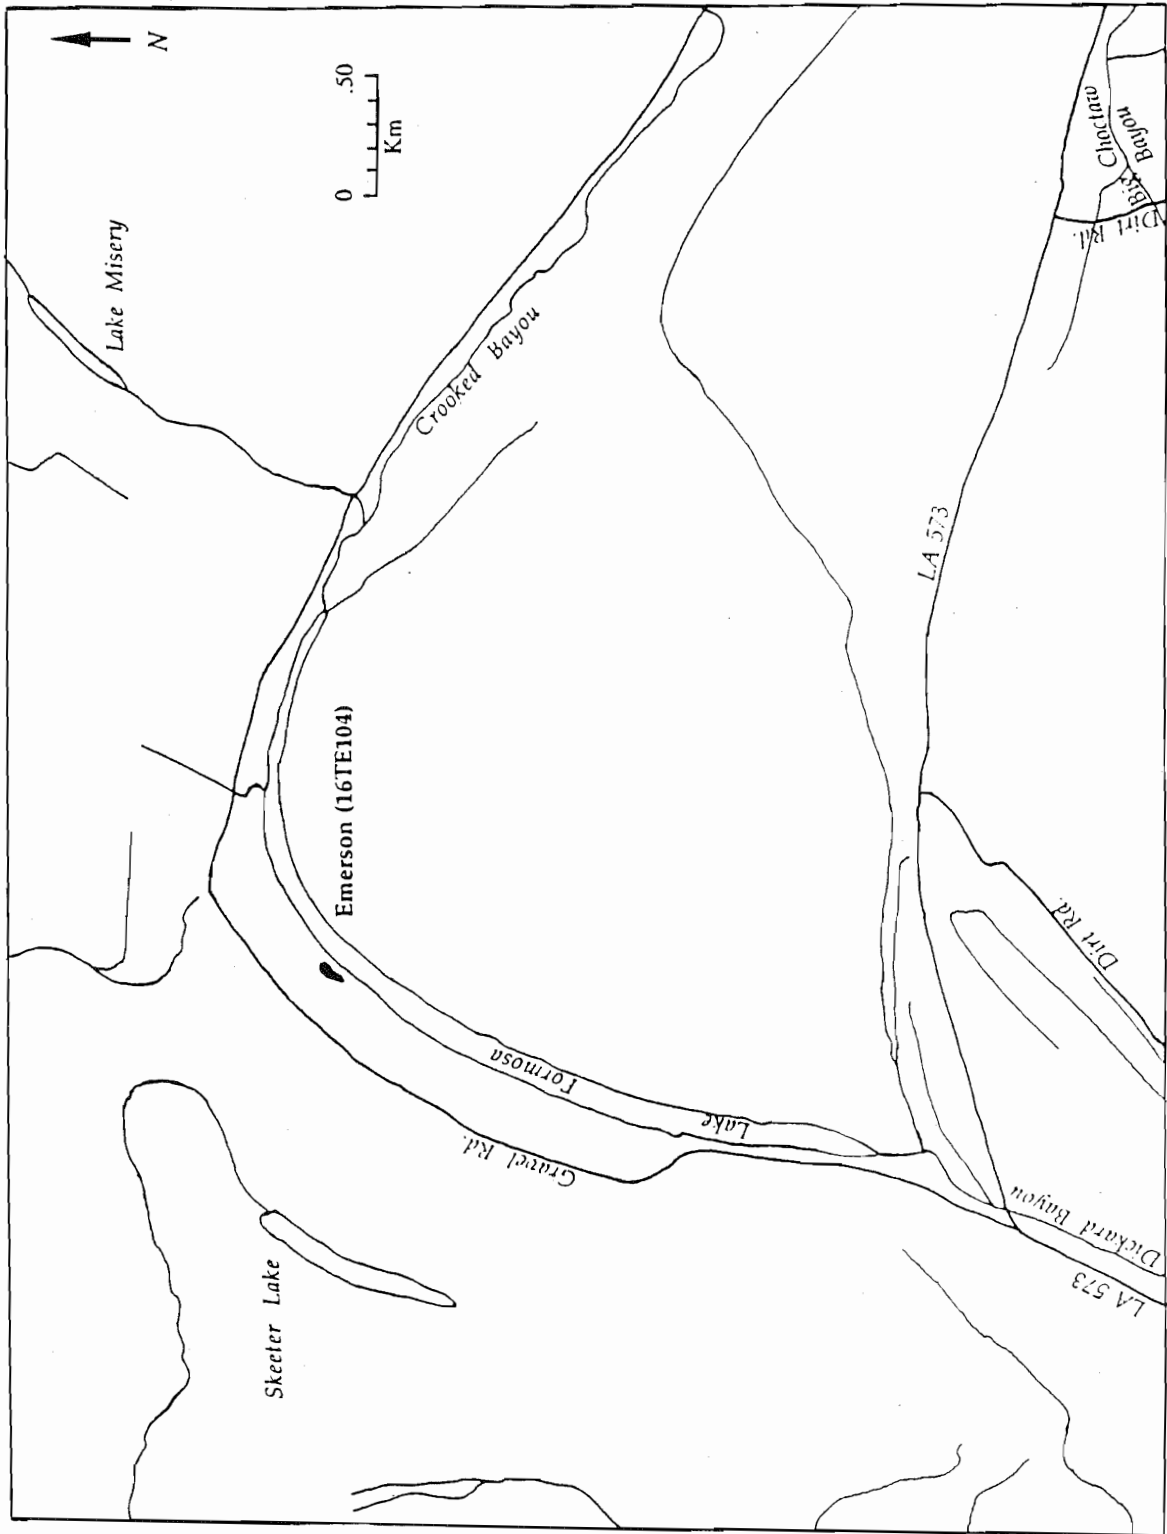 N
0 .50
Km
Lake Misery
Crooked Bayou
Big Choctaw
Bayou
Dirt Rd.
LA 573
Emerson (16TE104)
Dirt Rd.
Lake Formosa
Gravel Rd.
Skeeter Lake
Dickard Bayou
LA 573